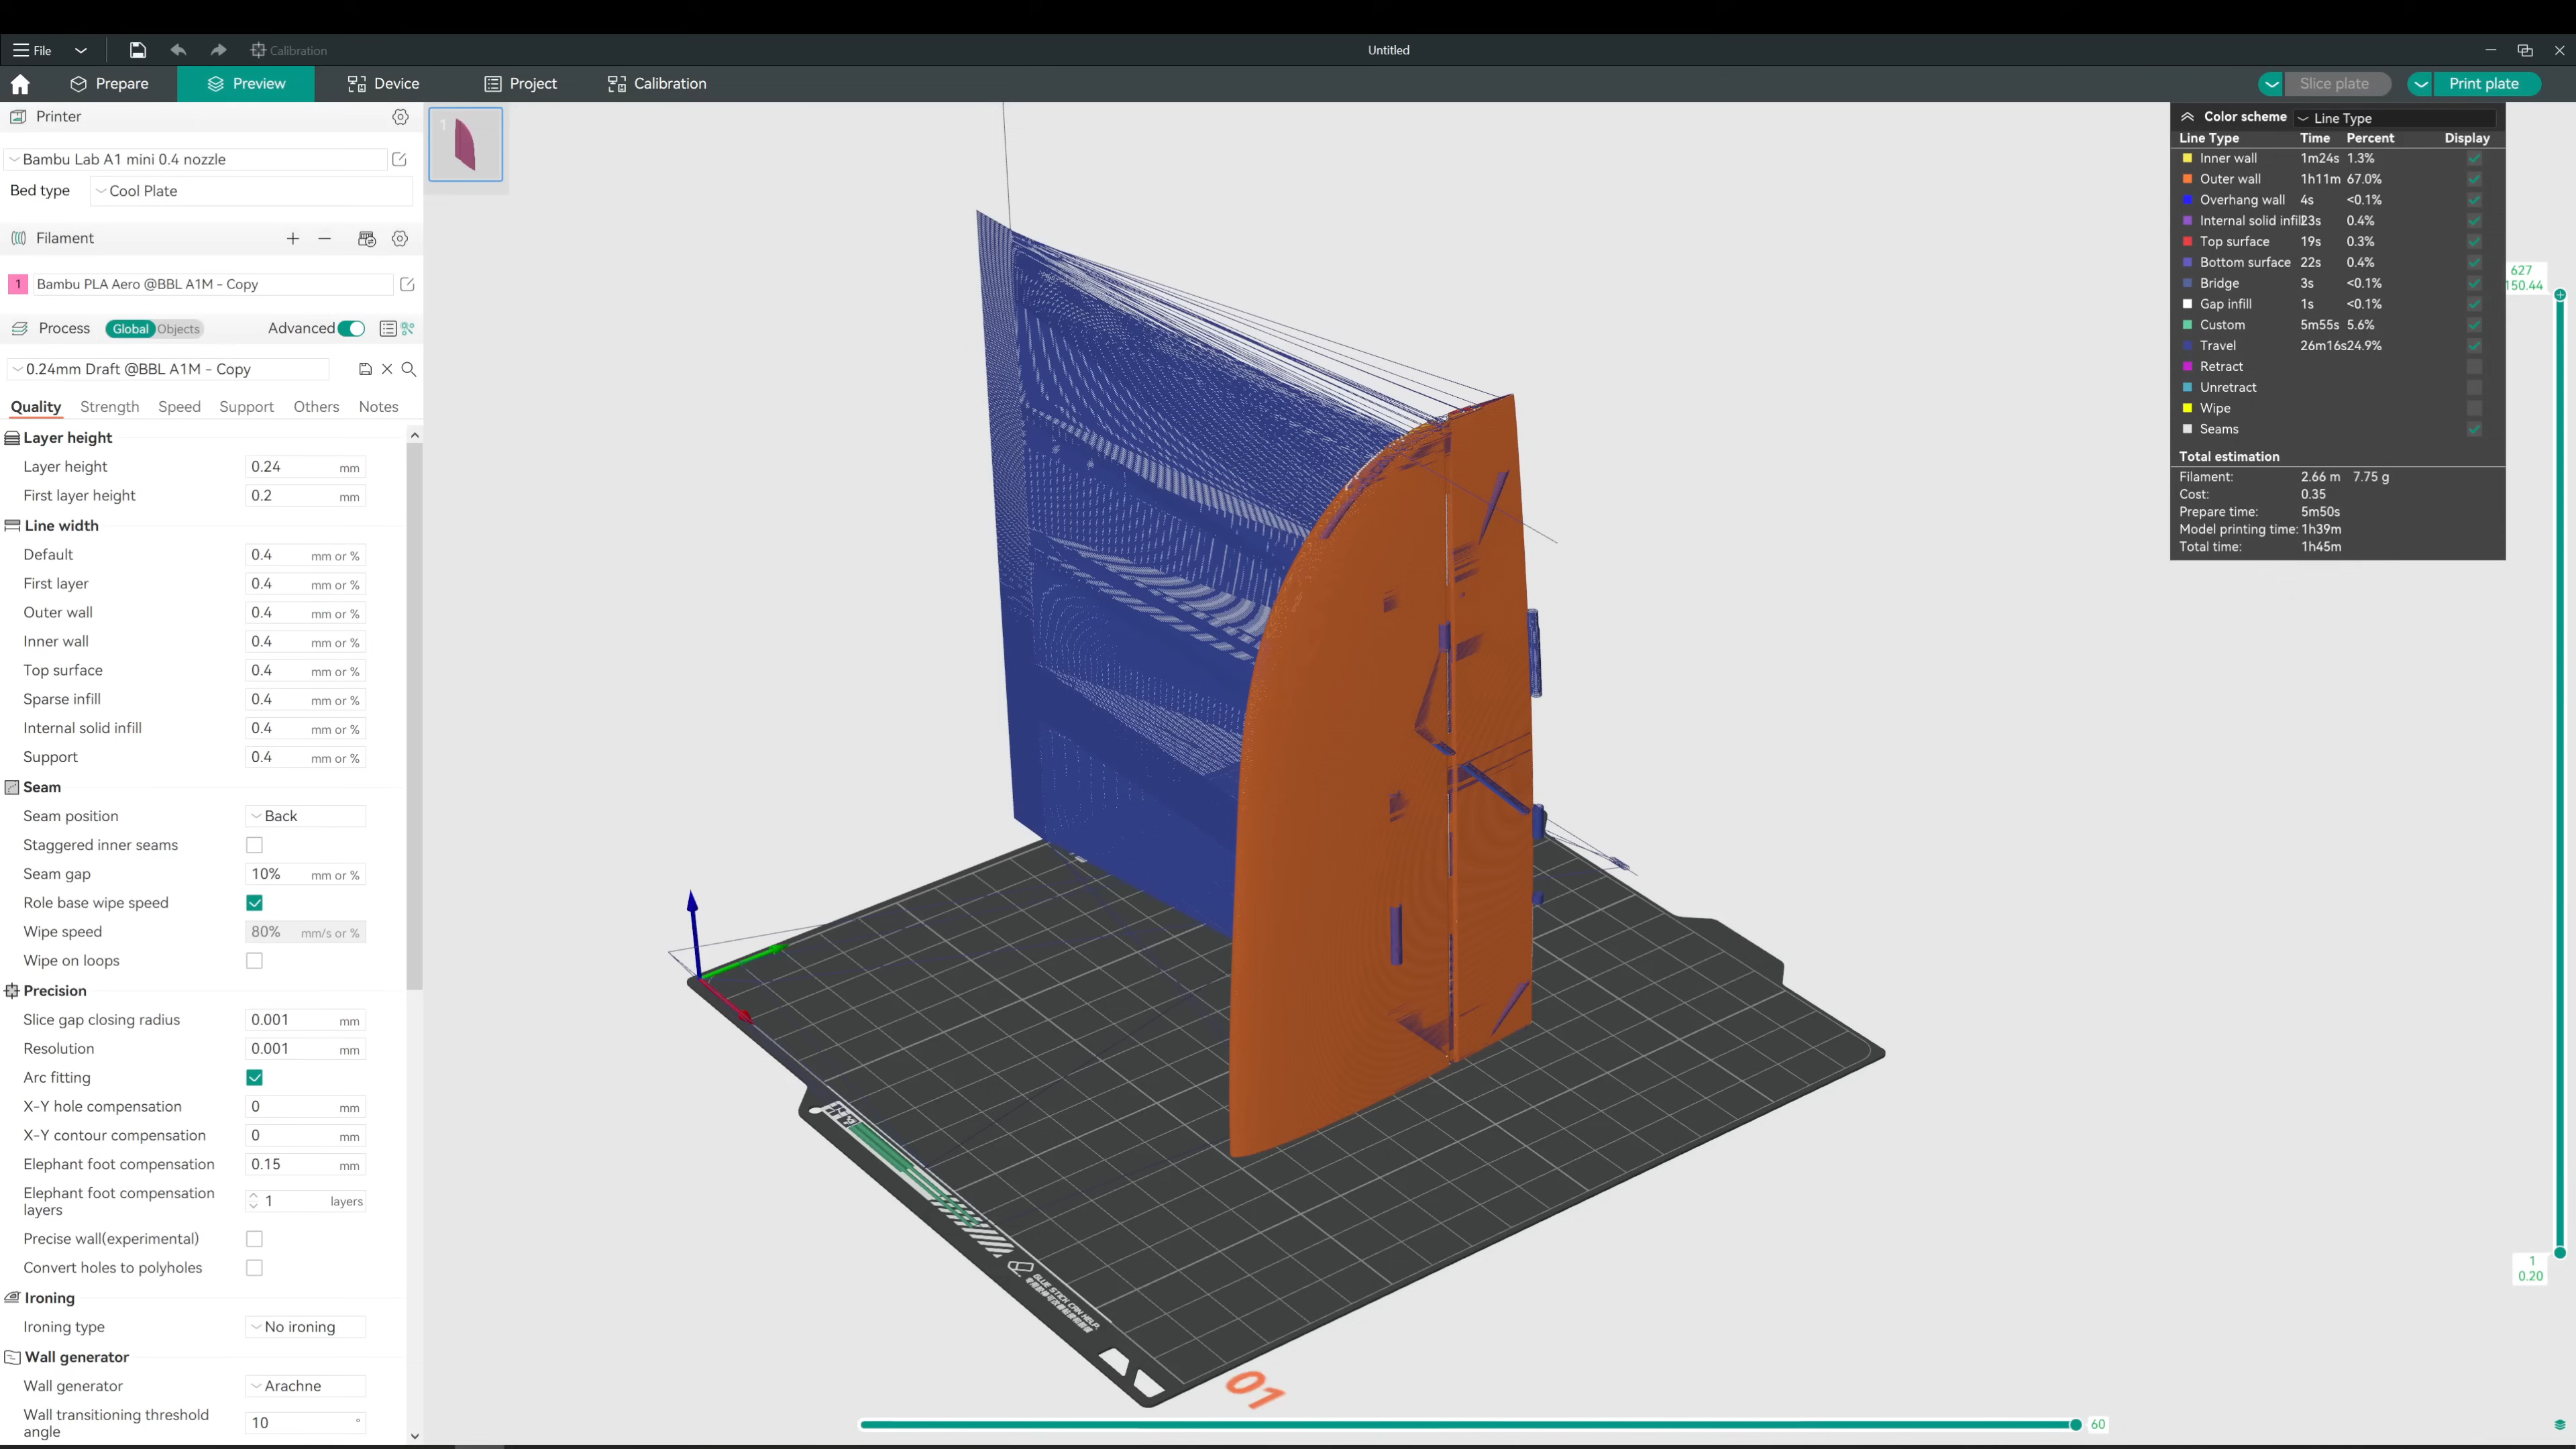 File
Calibration
Untitled
Prepare
Preview
Device
Project
Calibration
Slice plate
Print plate
Printer
Bambu Lab A1 mini 0.4 nozzle
Bed type
Cool Plate
Filament
1
Bambu PLA Aero @BBL A1M - Copy
Process
Global
Objects
Advanced
0.24mm Draft @BBL A1M - Copy
Quality
Strength
Speed
Support
Others
Notes
Layer height
Layer height 0.24 mm
First layer height 0.2 mm
Line width
Default 0.4 mm or %
First layer 0.4 mm or %
Outer wall 0.4 mm or %
Inner wall 0.4 mm or %
Top surface 0.4 mm or %
Sparse infill 0.4 mm or %
Internal solid infill 0.4 mm or %
Support 0.4 mm or %
Seam
Seam position Back
Staggered inner seams
Seam gap 10% mm or %
Role base wipe speed
Wipe speed 80% mm/s or %
Wipe on loops
Precision
Slice gap closing radius 0.001 mm
Resolution 0.001 mm
Arc fitting
X-Y hole compensation 0 mm
X-Y contour compensation 0 mm
Elephant foot compensation 0.15 mm
Elephant foot compensation
layers 1 layers
Precise wall(experimental)
Convert holes to polyholes
Ironing
Ironing type No ironing
Wall generator
Wall generator Arachne
Wall transitioning threshold
angle 10 °
1
Color scheme Line Type
Line Type Time Percent Display
Inner wall 1m24s 1.3%
Outer wall 1h11m 67.0%
Overhang wall 4s <0.1%
Internal solid infill 23s 0.4%
Top surface 19s 0.3%
Bottom surface 22s 0.4%
Bridge 3s <0.1%
Gap infill 1s <0.1%
Custom 5m55s 5.6%
Travel 26m16s 24.9%
Retract
Unretract
Wipe
Seams
Total estimation
Filament: 2.66 m 7.75 g
Cost: 0.35
Prepare time: 5m50s
Model printing time: 1h39m
Total time: 1h45m
627
150.44
1
0.20
GLUE STICK CAN HELP.
01
60